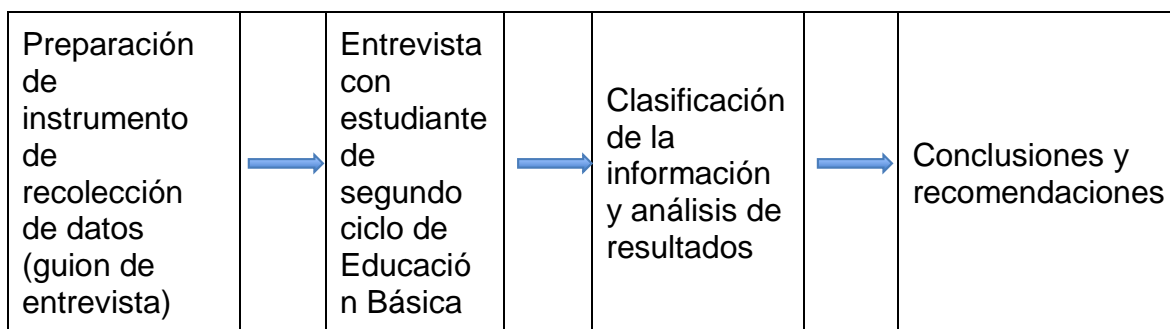 Preparación
de
instrumento
de
recolección
de datos
(guion de
entrevista)
Entrevista
con
estudiante
de
segundo
ciclo de
Educació
n Básica
Clasificación
de la
información
y análisis de
resultados
Conclusiones y
recomendaciones